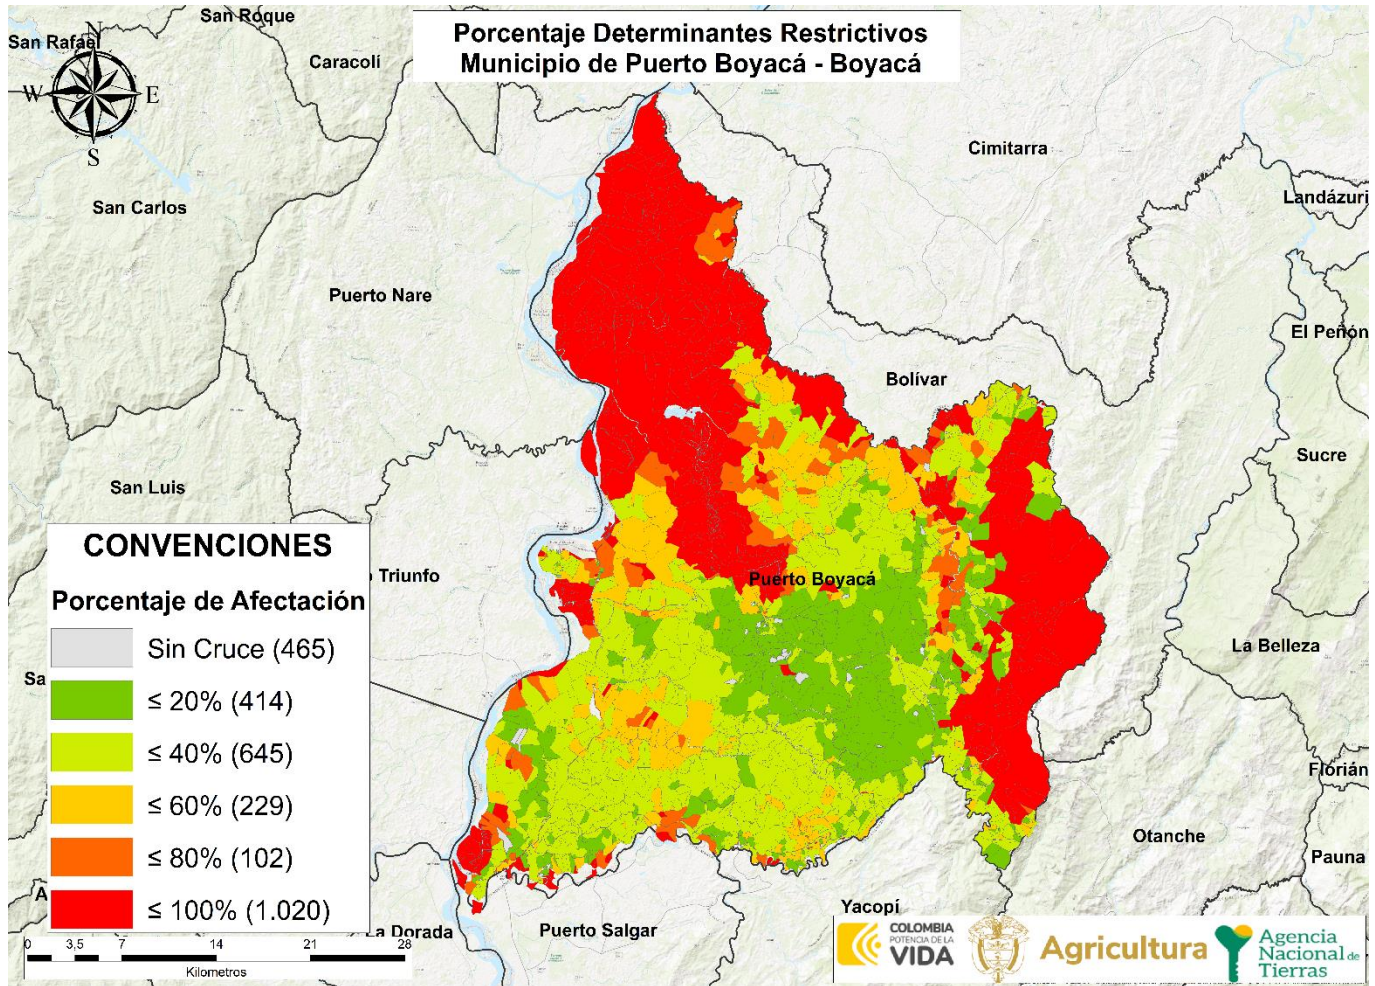 Porcentaje Determinantes Restrictivos
Municipio de Puerto Boyacá - Boyacá
San Roque
San Rafael
N
Caracolí
W
E
S
Cimitarra
San Carlos
Landázuri
Puerto Nare
El Peñón
Bolívar
Sucre
San Luis
CONVENCIONES
Porcentaje de Afectación
Sin Cruce (465)
≤ 20% (414)
≤ 40% (645)
≤ 60% (229)
≤ 80% (102)
≤ 100% (1.020)
o Triunfo
Puerto Boyacá
La Belleza
Sa
Florián
Otanche
Pauna
A
Yacopí
La Dorada
Puerto Salgar
0 3,5 7 14 21 28
Kilometros
COLOMBIA
POTENCIA DE LA
VIDA
Agricultura
Agencia
Nacional de
Tierras